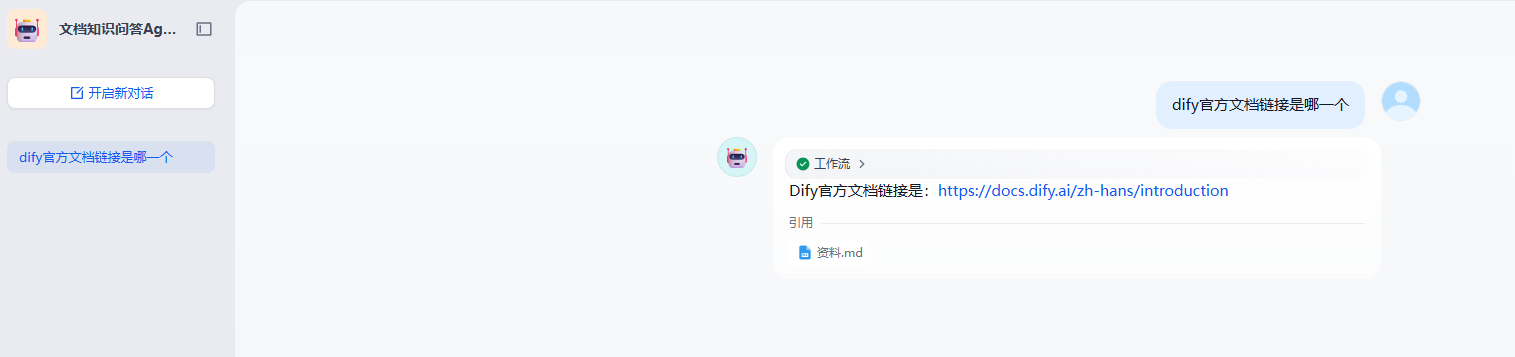 文档知识问答Ag...
开启新对话
dify官方文档链接是哪一个
dify官方文档链接是哪一个
工作流
Dify官方文档链接是：https://docs.dify.ai/zh-hans/introduction
引用
资料.md